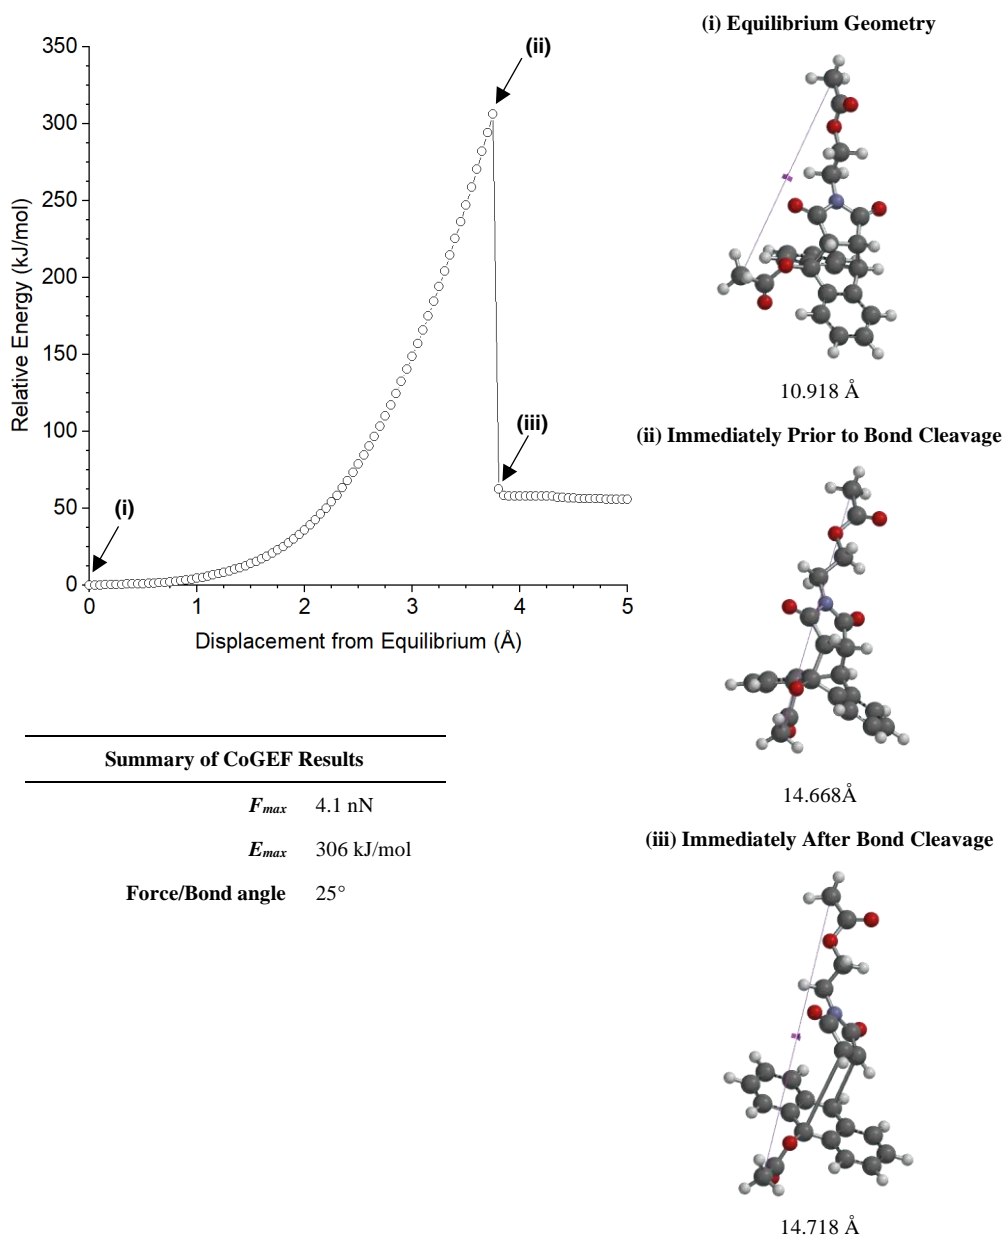 350
300
250
200
150
100
50
0
0
1
2
3
4
5
Relative Energy (kJ/mol)
Displacement from Equilibrium (Å)
(i)
(ii)
(iii)
Summary of CoGEF Results
Fmax 4.1 nN
Emax 306 kJ/mol
Force/Bond angle 25°
(i) Equilibrium Geometry
10.918 Å
(ii) Immediately Prior to Bond Cleavage
14.668Å
(iii) Immediately After Bond Cleavage
14.718 Å